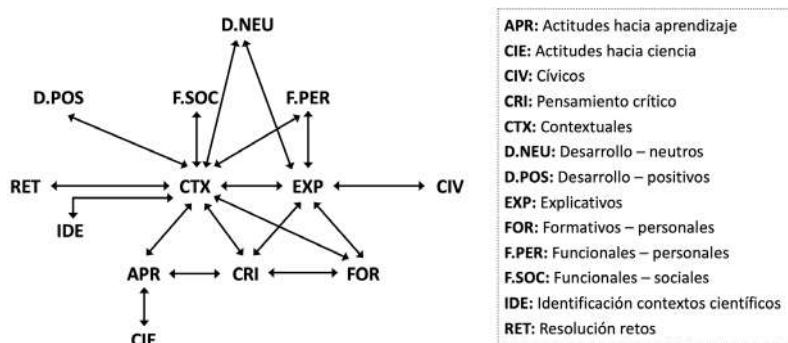 D.NEU
D.POS
F.SOC
F.PER
RET
CTX
EXP
CIV
IDE
APR
CRI
FOR
CIE
APR: Actitudes hacia aprendizaje
CIE: Actitudes hacia ciencia
CIV: Cívicos
CRI: Pensamiento crítico
CTX: Contextuales
D.NEU: Desarrollo – neutros
D.POS: Desarrollo – positivos
EXP: Explicativos
FOR: Formativos – personales
F.PER: Funcionales – personales
F.SOC: Funcionales – sociales
IDE: Identificación contextos científicos
RET: Resolución retos